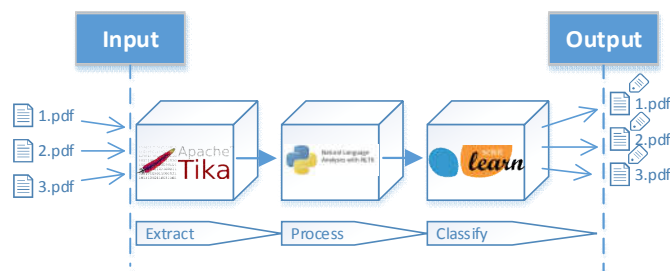 Input
Output
1.pdf
2.pdf
3.pdf
Apache
Tika
Natural Language
Analyses with NLTK
learn
1.pdf
2.pdf
3.pdf
Extract
Process
Classify